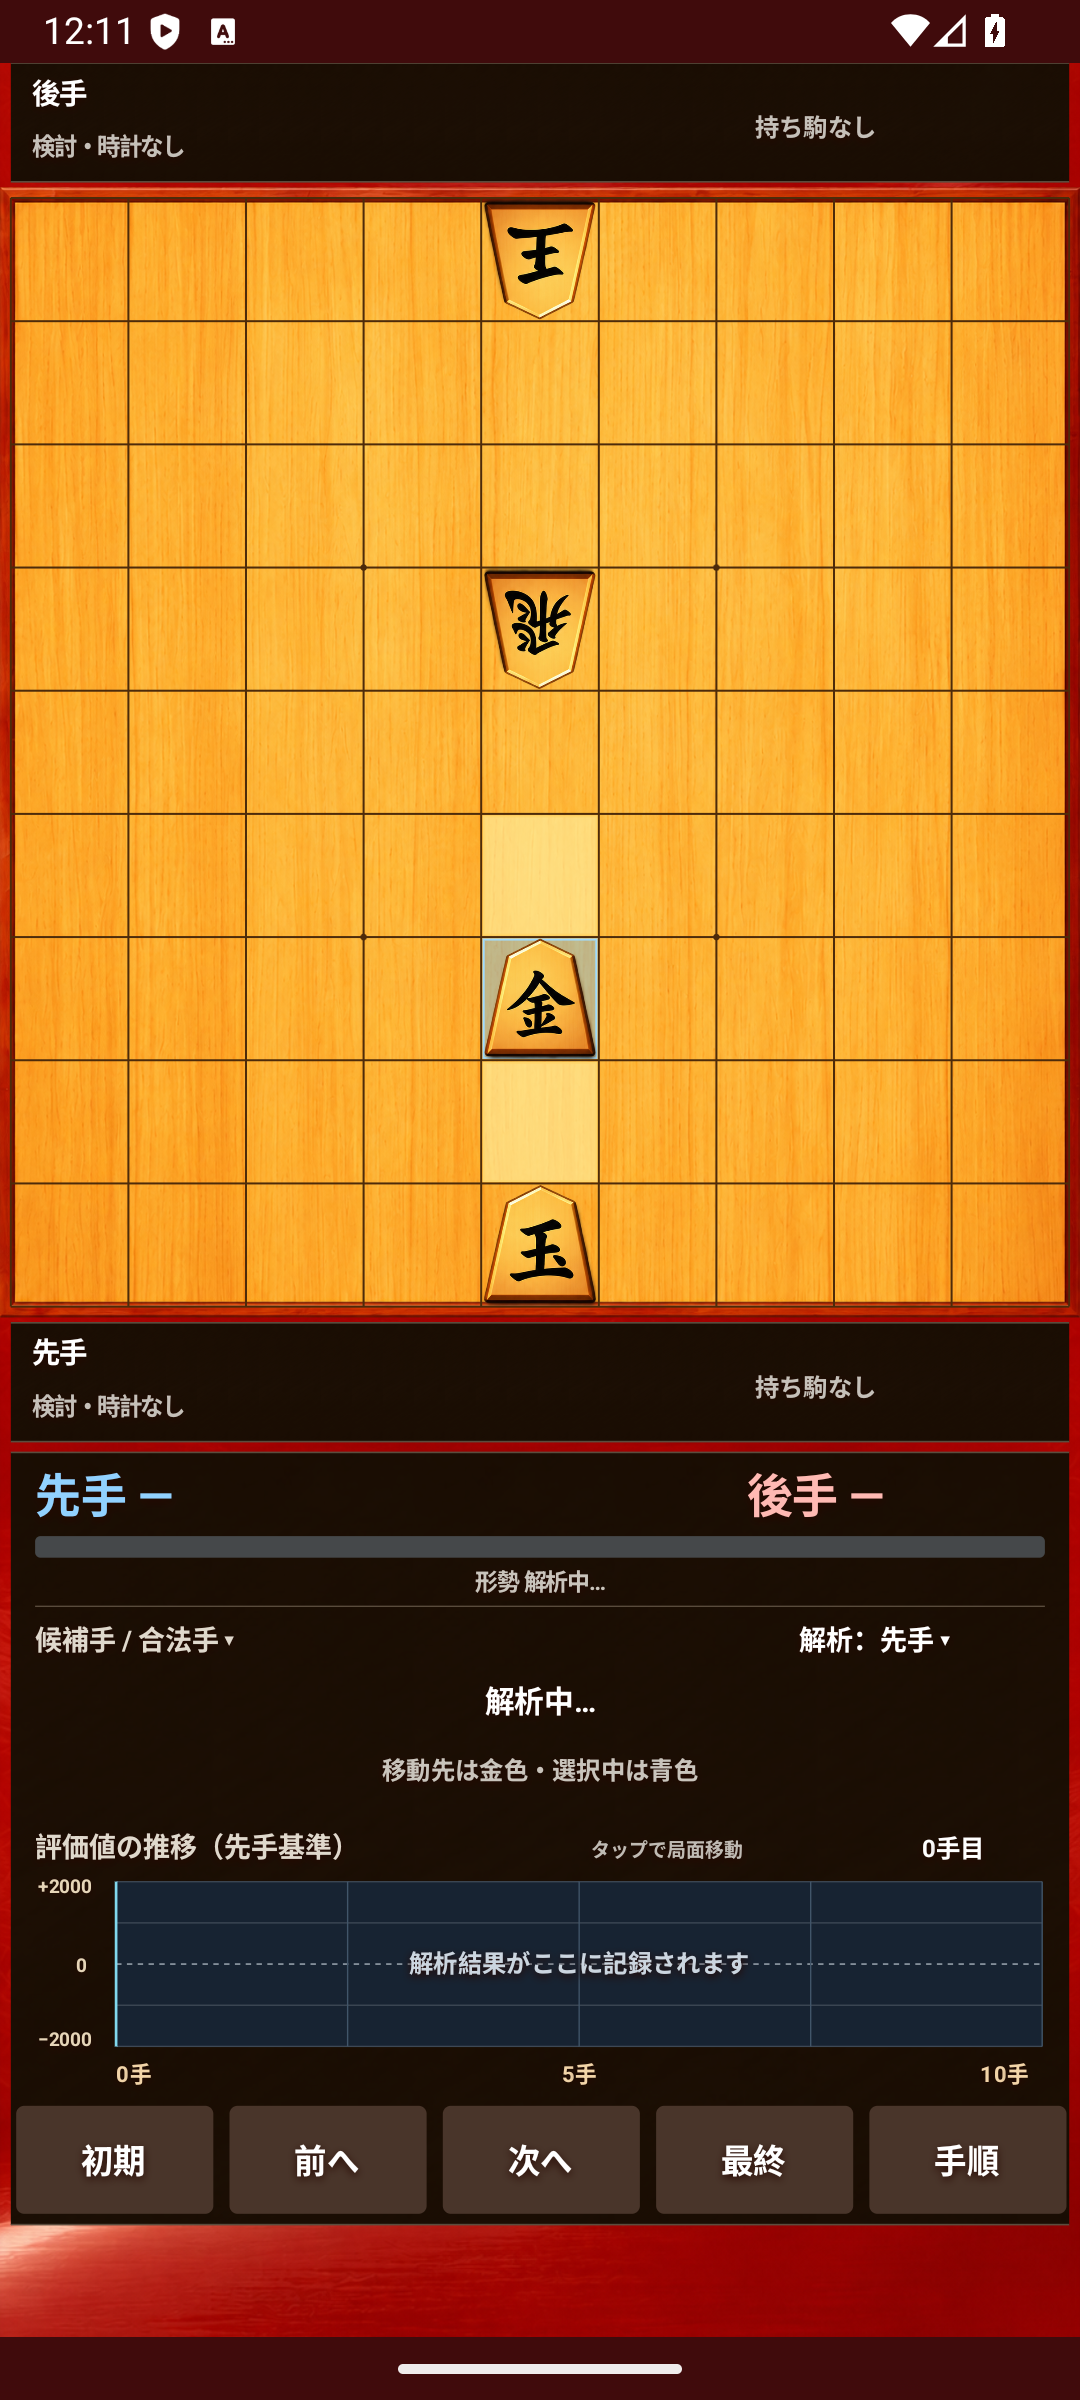 12:11
後手
検討・時計なし
持ち駒なし
王
飛
金
玉
先手
検討・時計なし
持ち駒なし
先手 –
後手 –
形勢 解析中…
候補手 / 合法手 ▾
解析：先手 ▾
解析中…
移動先は金色・選択中は青色
評価値の推移（先手基準）
タップで局面移動
0手目
+2000
0
−2000
解析結果がここに記録されます
0手
5手
10手
初期
前へ
次へ
最終
手順